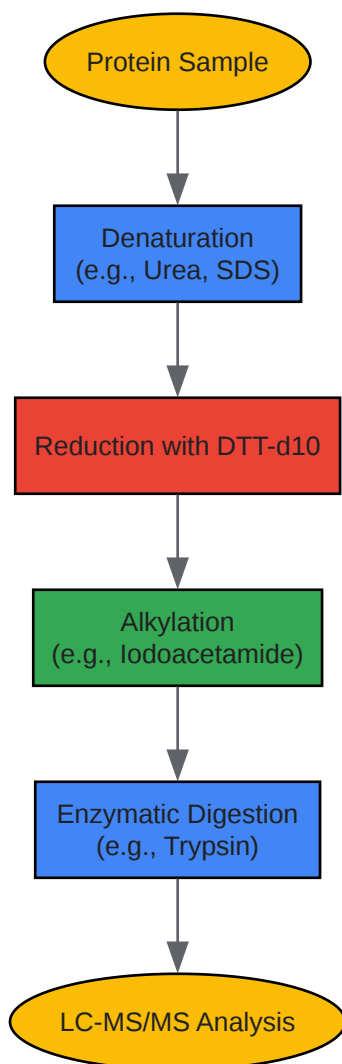 Protein Sample
Denaturation
(e.g., Urea, SDS)
Reduction with DTT-d10
Alkylation
(e.g., Iodoacetamide)
Enzymatic Digestion
(e.g., Trypsin)
LC-MS/MS Analysis